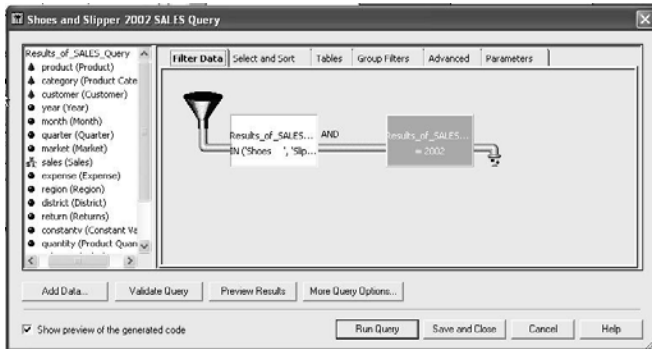 Shoes and Slipper 2002 SALES Query
Results_of_SALES_Query
product (Product)
category (Product Cate
customer (Customer)
year (Year)
month (Month)
quarter (Quarter)
market (Market)
sales (Sales)
expense (Expense)
region (Region)
district (District)
return (Returns)
constantv (Constant Va
quantity (Product Quan
Filter Data Select and Sort Tables Group Filters Advanced Parameters
Results_of_SALES... AND Results_of_SALES...
IN ('Shoes ', 'Slip... = 2002
Add Data... Validate Query Preview Results More Query Options...
Show preview of the generated code
Run Query Save and Close Cancel Help